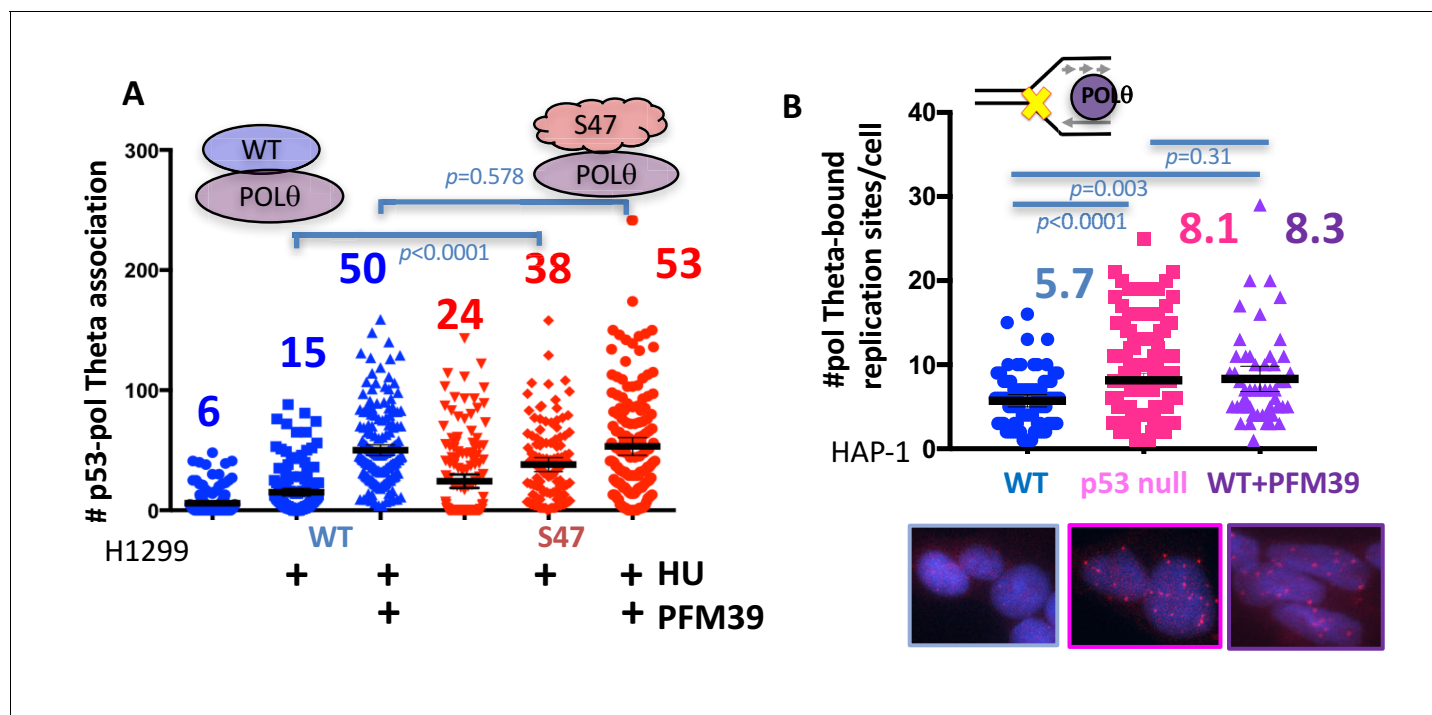 A
WT
POLθ
S47
POLθ
# p53-pol Theta association
300
200
100
0
p=0.578
p<0.0001
6
15
50
24
38
53
H1299
WT
S47
+ + + + HU
+ + PFM39
B
POLθ
#pol Theta-bound
replication sites/cell
40
30
20
10
0
p=0.31
p=0.003
p<0.0001
5.7
8.1
8.3
HAP-1
WT p53 null WT+PFM39